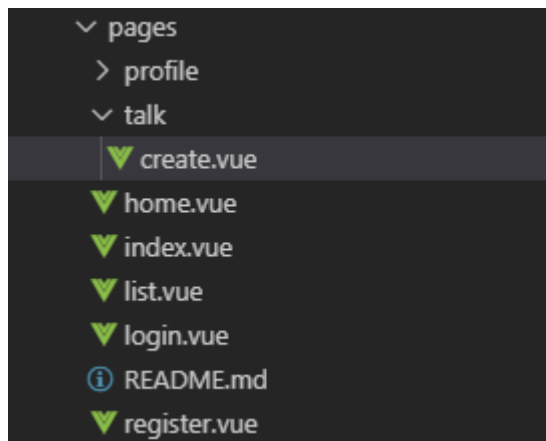 pages
profile
talk
create.vue
home.vue
index.vue
list.vue
login.vue
README.md
register.vue